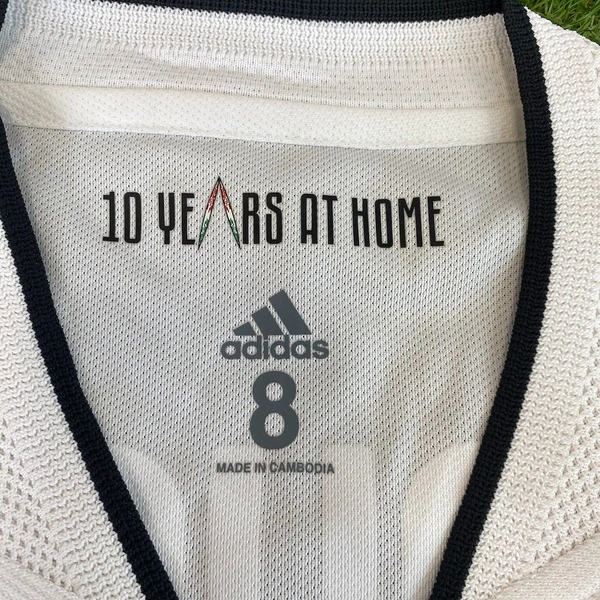 10 YEARS AT HOME
adidas
8
MADE IN CAMBODIA